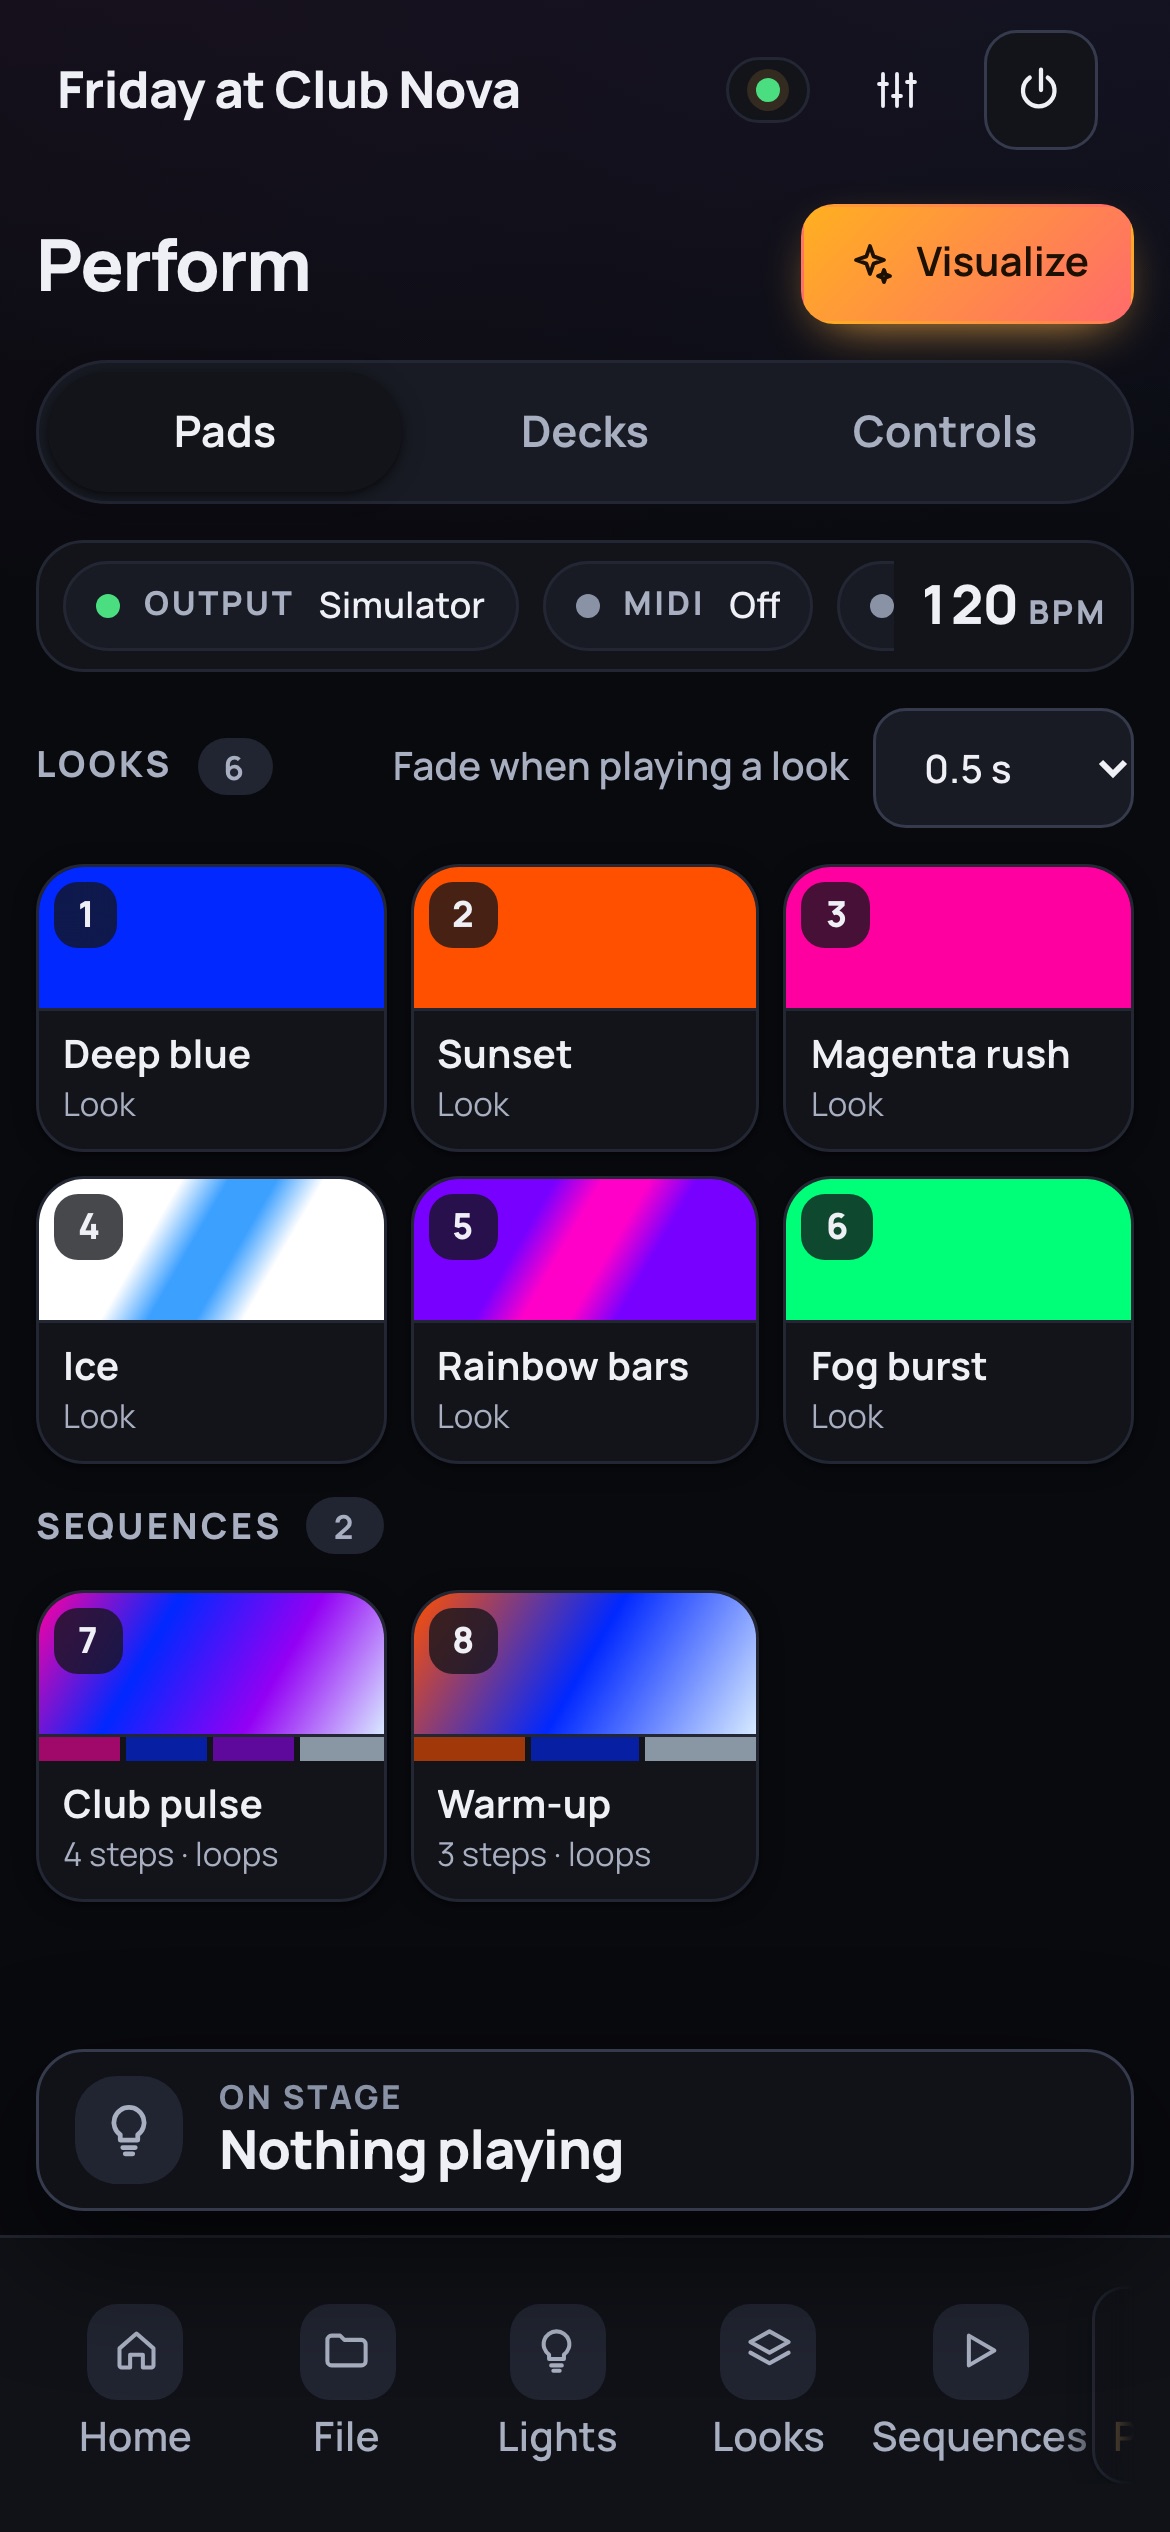 Friday at Club Nova
Perform
Visualize
Pads Decks Controls
OUTPUT Simulator MIDI Off 120 BPM
LOOKS 6 Fade when playing a look 0.5 s
1 2 3
Deep blue Sunset Magenta rush
Look Look Look
4 5 6
Ice Rainbow bars Fog burst
Look Look Look
SEQUENCES 2
7 8
Club pulse Warm-up
4 steps · loops 3 steps · loops
ON STAGE
Nothing playing
Home File Lights Looks Sequences